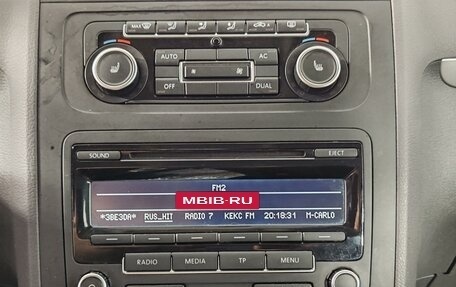 MAX
AUTO AC
OFF DUAL
SOUND EJECT
FM2
MBIB-RU
*ЗВЕЗДА* RUS_HIT RADIO 7 КЕКС FM 20:18:31 M-CARLO
RADIO MEDIA TP MENU